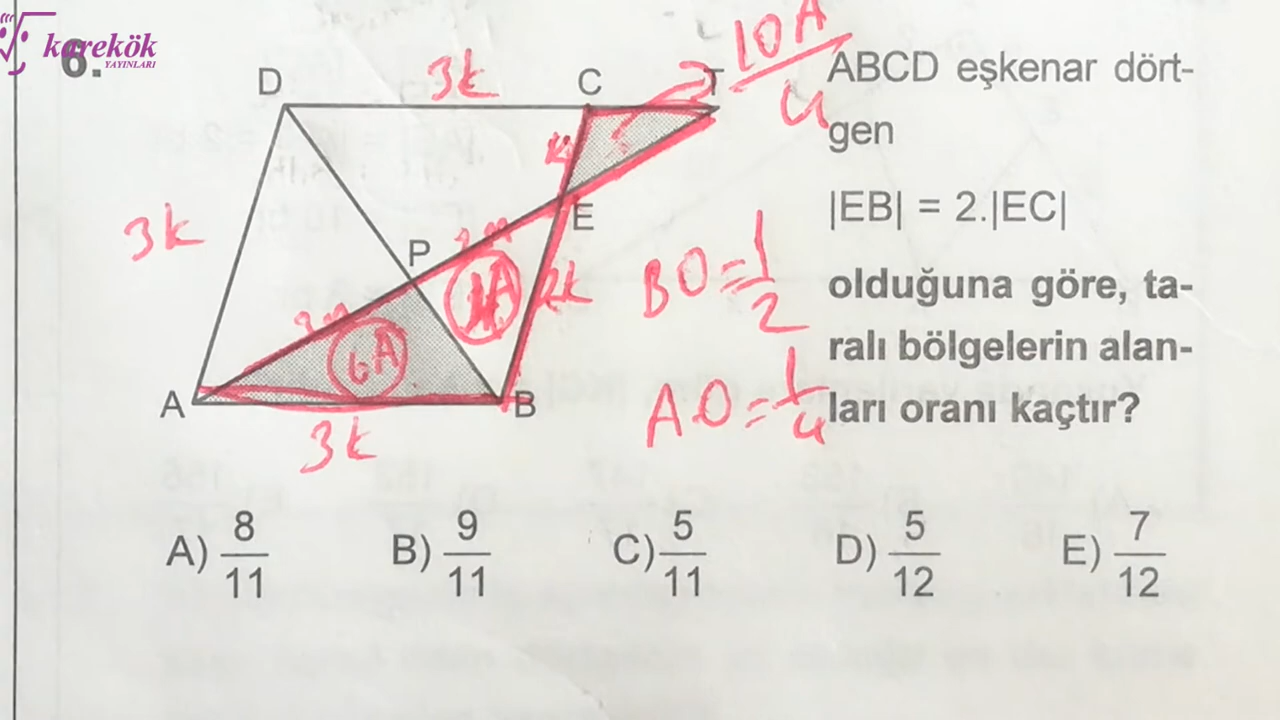 karekök
YAYINLARI
6.
D 3k C T 10A/4
ABCD eşkenar dört-
gen
|EB| = 2.|EC|
olduğuna göre, ta-
ralı bölgelerin alan-
ları oranı kaçtır?
k
E
3k
P
2k
4A
BO = 1/2
6A
AO = 1/4
A B
3k
A) 8/11 B) 9/11 C) 5/11 D) 5/12 E) 7/12